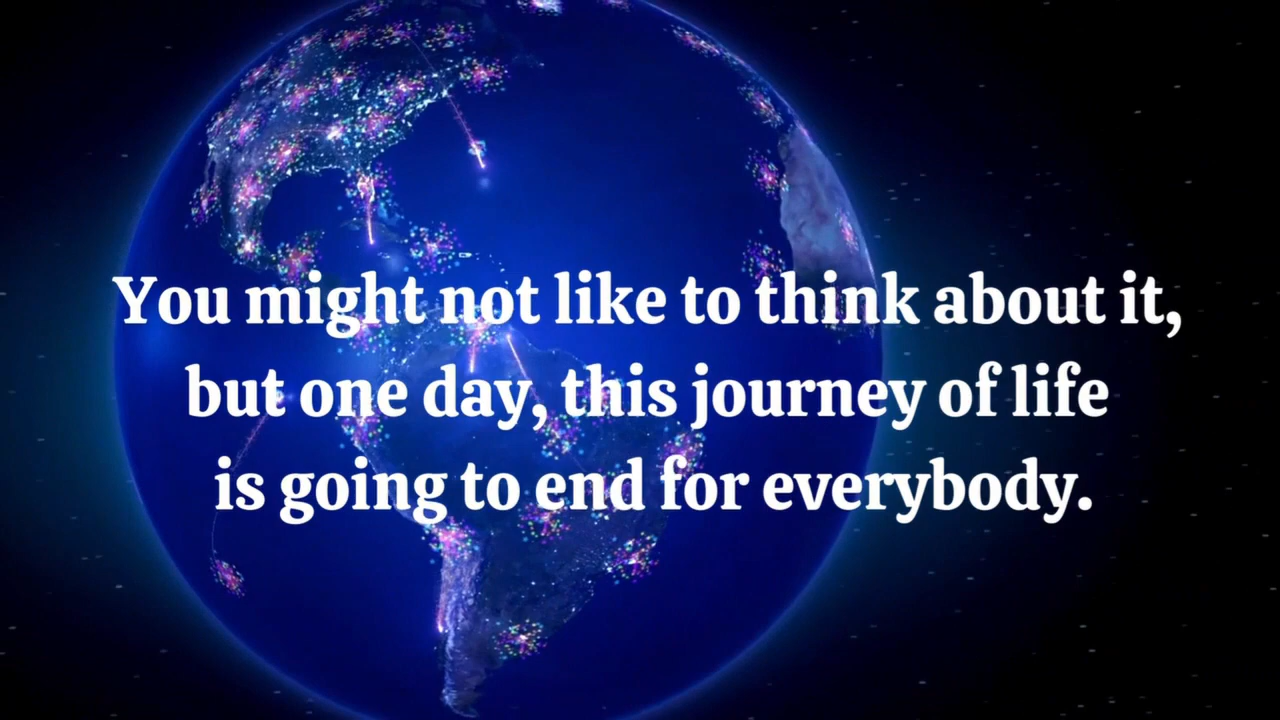 You might not like to think about it,
but one day, this journey of life
is going to end for everybody.